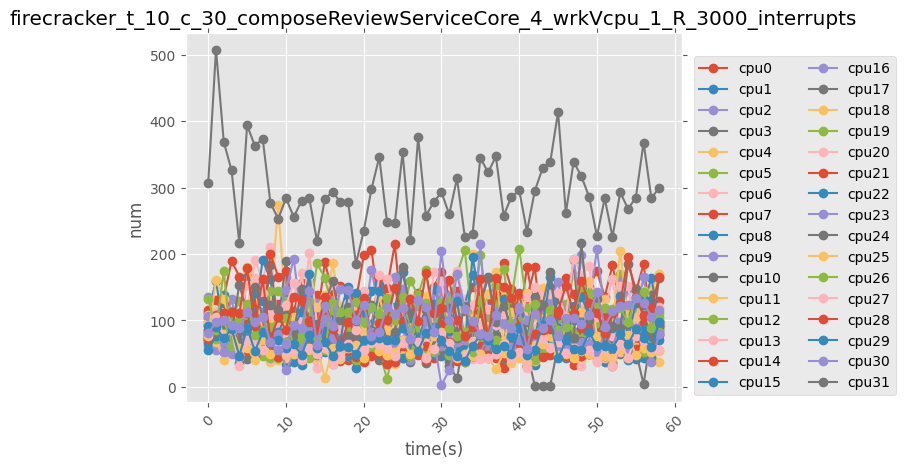 firecracker_t_10_c_30_composeReviewServiceCore_4_wrkVcpu_1_R_3000_interrupts
500
400
300
200
100
0
num
0
10
20
30
40
50
60
time(s)
cpu0
cpu1
cpu2
cpu3
cpu4
cpu5
cpu6
cpu7
cpu8
cpu9
cpu10
cpu11
cpu12
cpu13
cpu14
cpu15
cpu16
cpu17
cpu18
cpu19
cpu20
cpu21
cpu22
cpu23
cpu24
cpu25
cpu26
cpu27
cpu28
cpu29
cpu30
cpu31